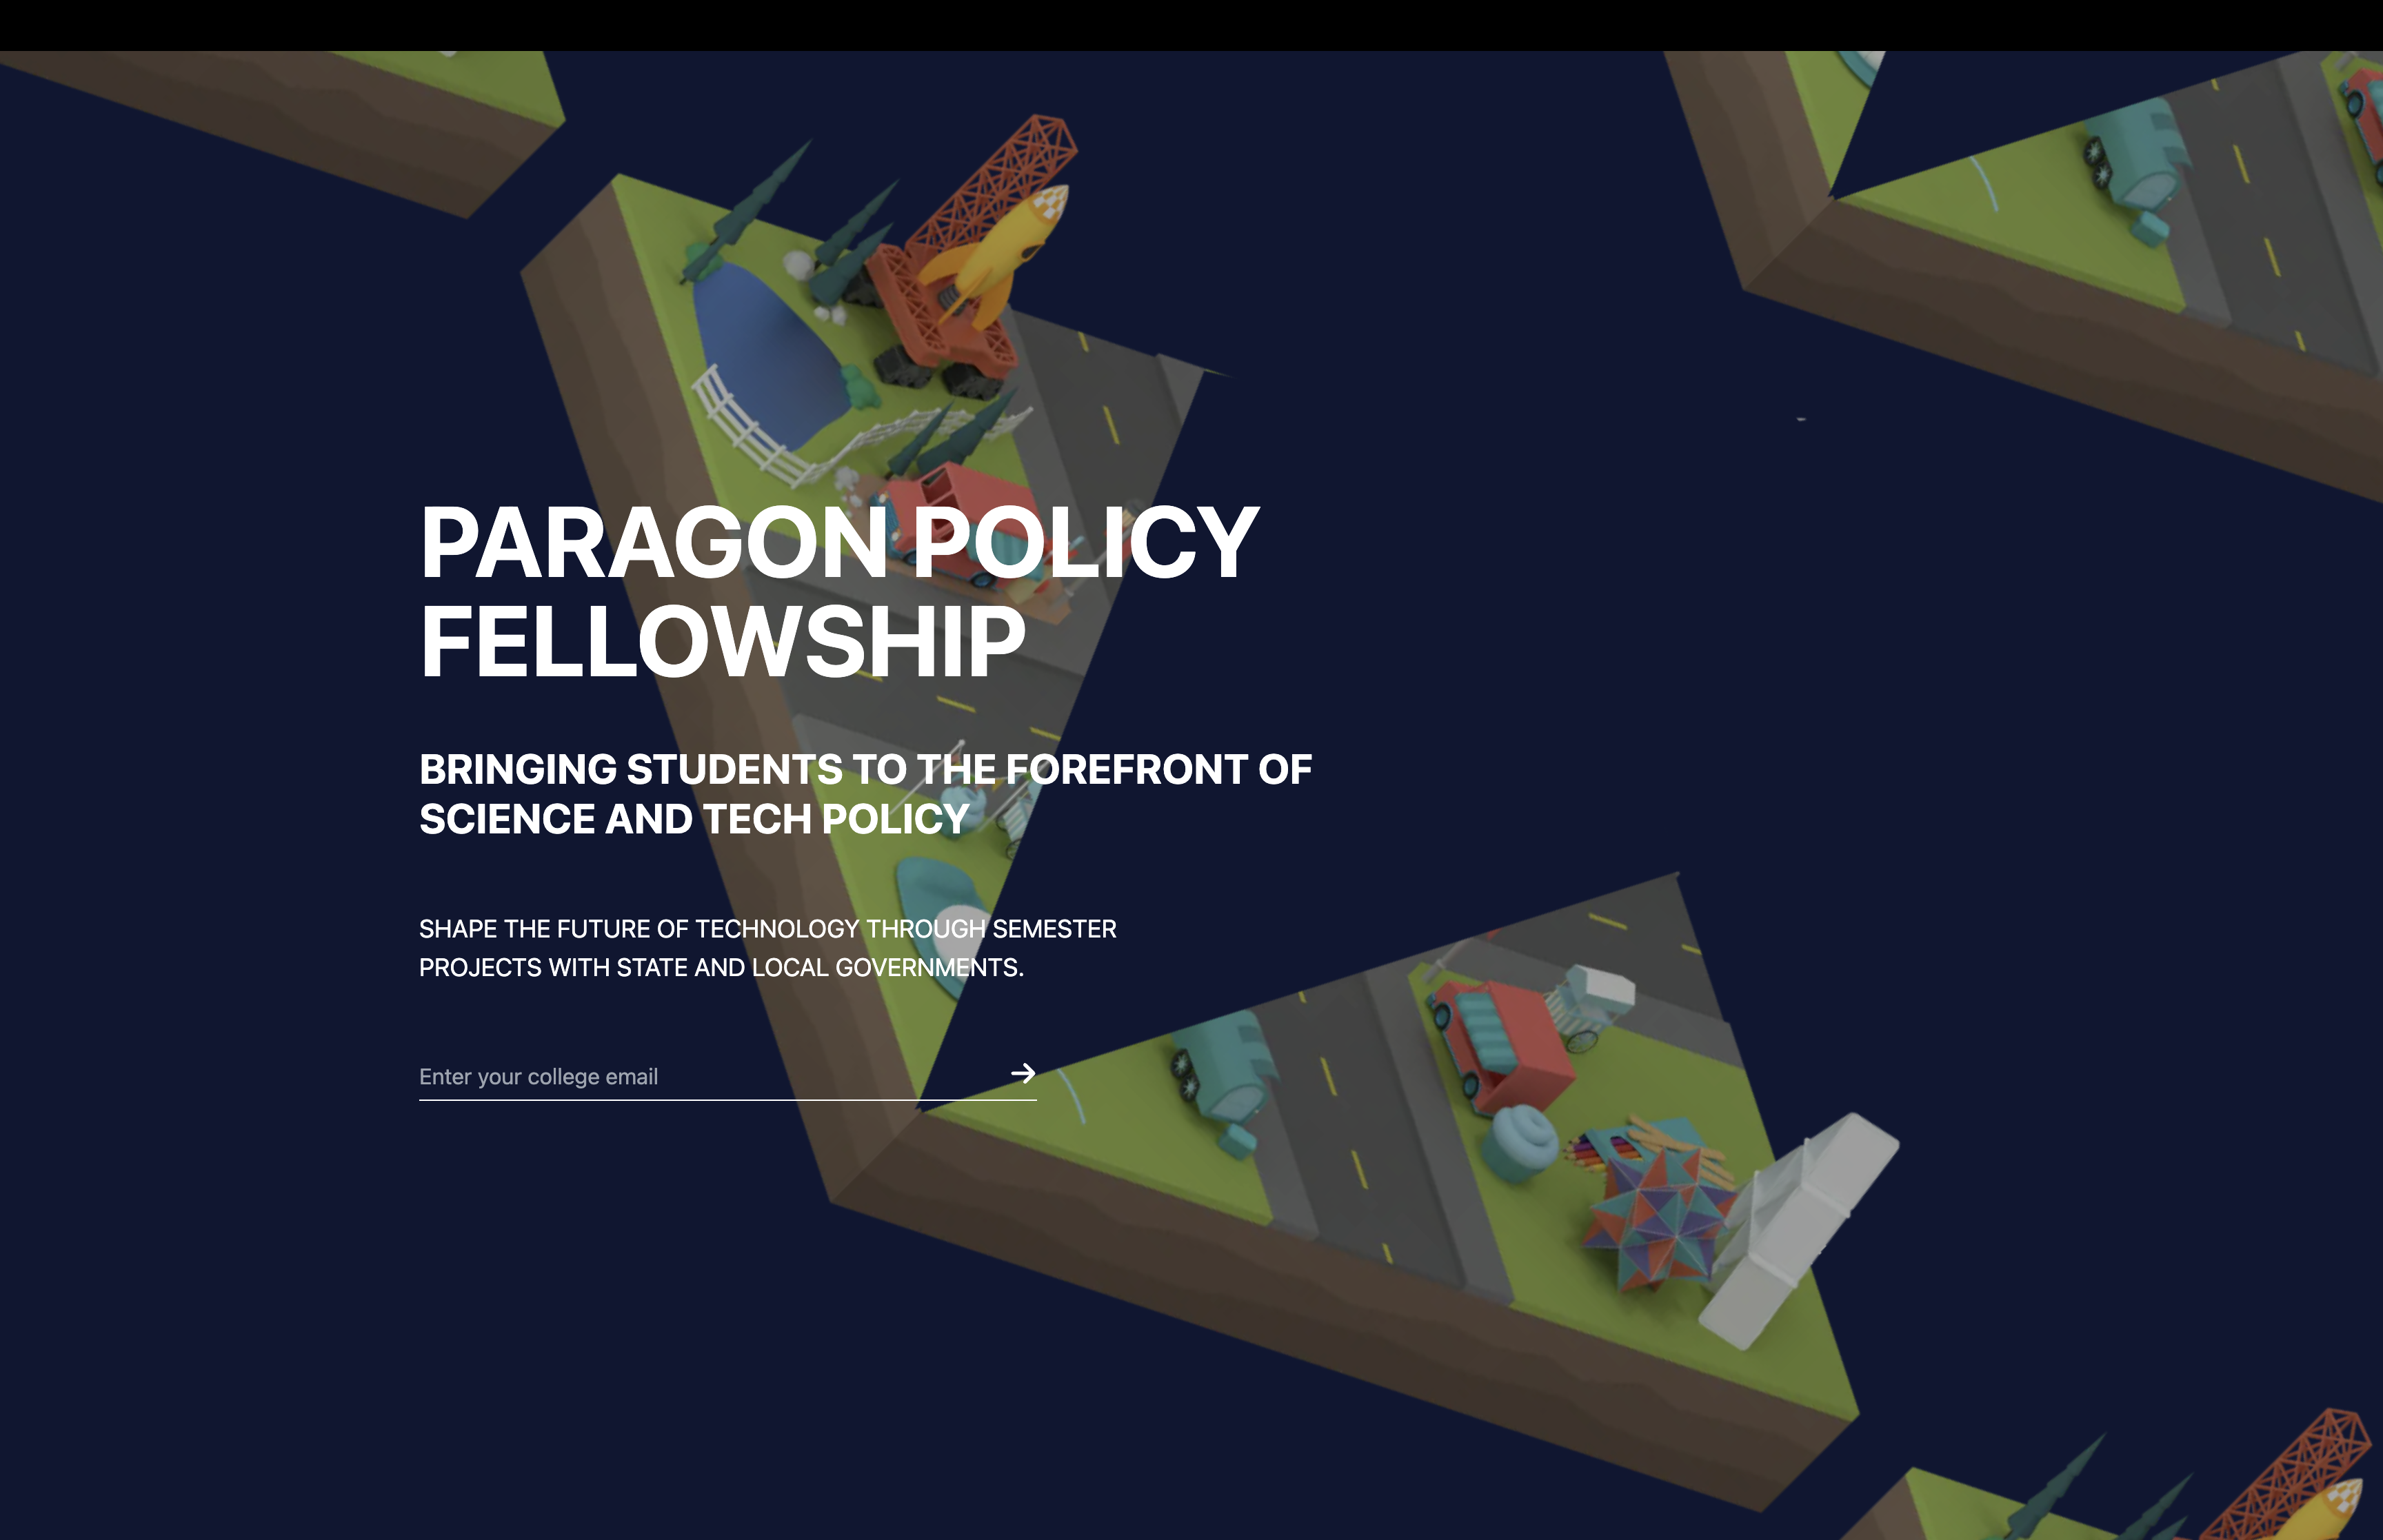 PARAGON POLICY
FELLOWSHIP
BRINGING STUDENTS TO THE FOREFRONT OF
SCIENCE AND TECH POLICY
SHAPE THE FUTURE OF TECHNOLOGY THROUGH SEMESTER
PROJECTS WITH STATE AND LOCAL GOVERNMENTS.
Enter your college email